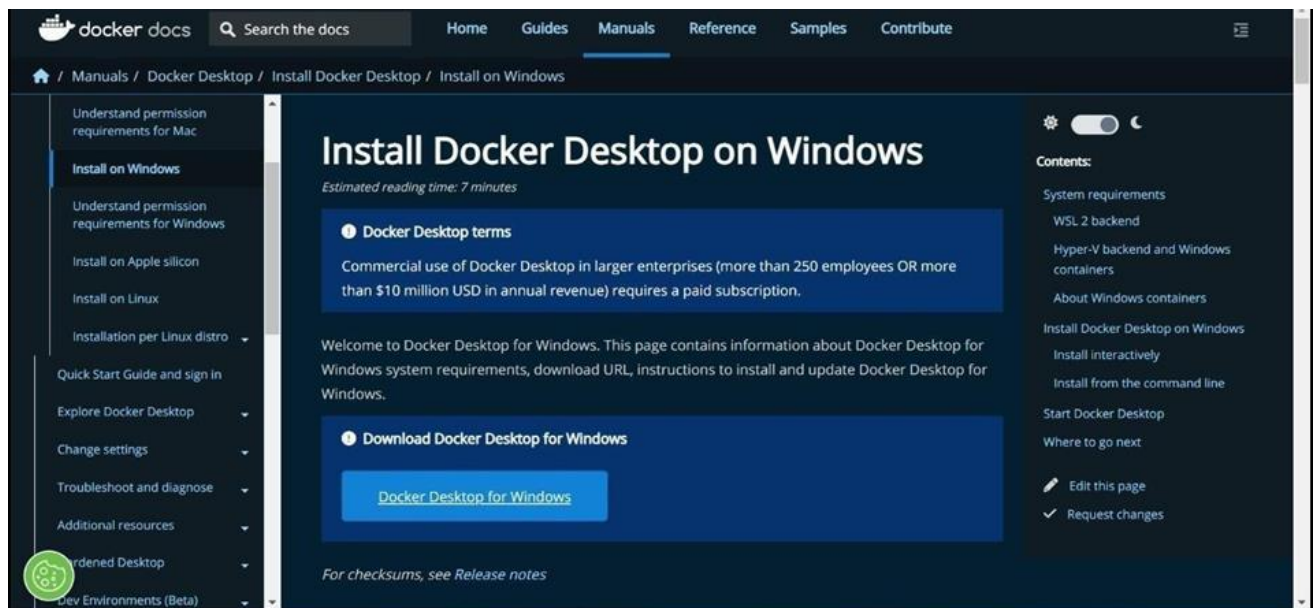 docker docs
Search the docs
Home
Guides
Manuals
Reference
Samples
Contribute
/ Manuals / Docker Desktop / Install Docker Desktop / Install on Windows
Understand permission
requirements for Mac
Install on Windows
Understand permission
requirements for Windows
Install on Apple silicon
Install on Linux
Installation per Linux distro
Quick Start Guide and sign in
Explore Docker Desktop
Change settings
Troubleshoot and diagnose
Additional resources
rdened Desktop
Dev Environments (Beta)
Install Docker Desktop on Windows
Estimated reading time: 7 minutes
Docker Desktop terms
Commercial use of Docker Desktop in larger enterprises (more than 250 employees OR more
than $10 million USD in annual revenue) requires a paid subscription.
Welcome to Docker Desktop for Windows. This page contains information about Docker Desktop for
Windows system requirements, download URL, instructions to install and update Docker Desktop for
Windows.
Download Docker Desktop for Windows
Docker Desktop for Windows
For checksums, see Release notes
Contents:
System requirements
WSL 2 backend
Hyper-V backend and Windows
containers
About Windows containers
Install Docker Desktop on Windows
Install interactively
Install from the command line
Start Docker Desktop
Where to go next
Edit this page
Request changes